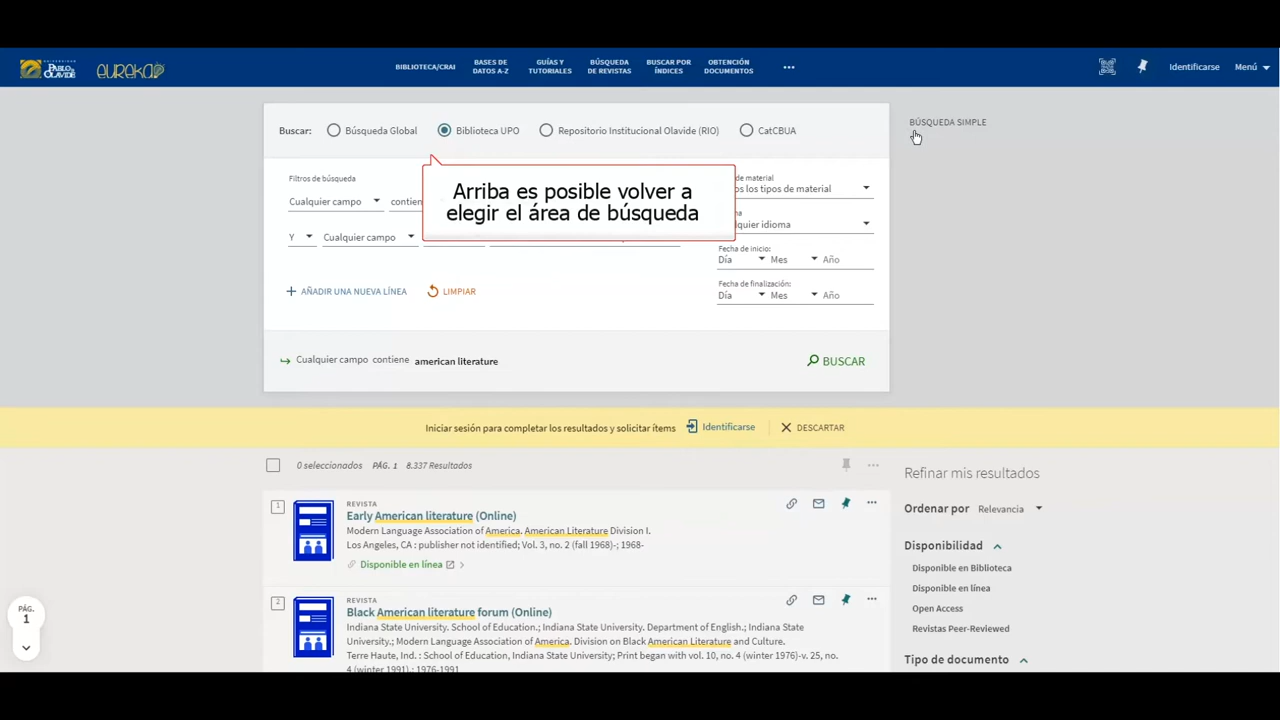 UNIVERSIDAD
PABLO DE
OLAVIDE
eureka
BIBLIOTECA/CRAI
BASES DE
DATOS A-Z
GUÍAS Y
TUTORIALES
BÚSQUEDA
DE REVISTAS
BUSCAR POR
ÍNDICES
OBTENCIÓN
DOCUMENTOS
Identificarse
Menú
Buscar:
Búsqueda Global
Biblioteca UPO
Repositorio Institucional Olavide (RIO)
CatCBUA
BÚSQUEDA SIMPLE
Filtros de búsqueda
Cualquier campo
Arriba es posible volver a
elegir el área de búsqueda
de material
os los tipos de material
Y
Cualquier campo
idioma
Fecha de inicio:
Día
Mes
Año
Fecha de finalización:
Día
Mes
Año
AÑADIR UNA NUEVA LÍNEA
LIMPIAR
Cualquier campo contiene american literature
BUSCAR
Iniciar sesión para completar los resultados y solicitar ítems
Identificarse
DESCARTAR
0 seleccionados PÁG. 1 8.337 Resultados
Refinar mis resultados
1
REVISTA
Early American literature (Online)
Modern Language Association of America. American Literature Division I.
Los Angeles, CA : publisher not identified; Vol. 3, no. 2 (fall 1968)-; 1968-
Disponible en línea
Ordenar por Relevancia
Disponibilidad
Disponible en Biblioteca
Disponible en línea
Open Access
Revistas Peer-Reviewed
Tipo de documento
2
REVISTA
Black American literature forum (Online)
Indiana State University. School of Education.; Indiana State University. Department of English.; Indiana State
University.; Modern Language Association of America. Division on Black American Literature and Culture.
Terre Haute, Ind. : School of Education, Indiana State University; Print began with vol. 10, no. 4 (winter 1976)-v. 25, no.
4 (winter 1991).; 1976-1991
PÁG.
1